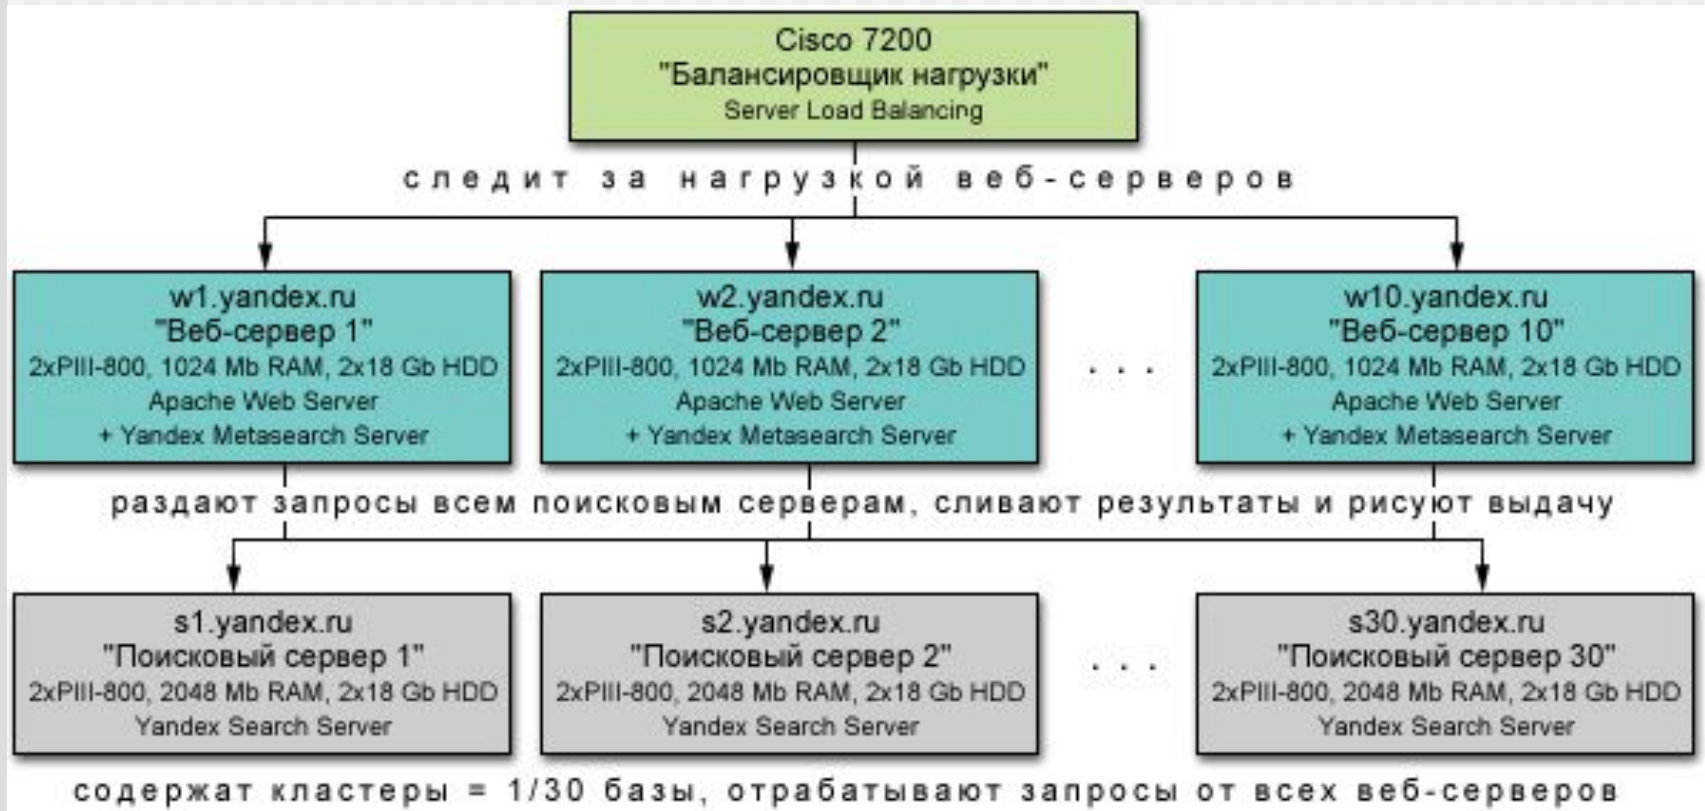 Cisco 7200
"Балансировщик нагрузки"
Server Load Balancing
следит за нагрузкой веб-серверов
w1.yandex.ru
"Веб-сервер 1"
2xPIII-800, 1024 Mb RAM, 2x18 Gb HDD
Apache Web Server
+ Yandex Metasearch Server
w2.yandex.ru
"Веб-сервер 2"
2xPIII-800, 1024 Mb RAM, 2x18 Gb HDD
Apache Web Server
+ Yandex Metasearch Server
. . .
w10.yandex.ru
"Веб-сервер 10"
2xPIII-800, 1024 Mb RAM, 2x18 Gb HDD
Apache Web Server
+ Yandex Metasearch Server
раздают запросы всем поисковым серверам, сливают результаты и рисуют выдачу
s1.yandex.ru
"Поисковый сервер 1"
2xPIII-800, 2048 Mb RAM, 2x18 Gb HDD
Yandex Search Server
s2.yandex.ru
"Поисковый сервер 2"
2xPIII-800, 2048 Mb RAM, 2x18 Gb HDD
Yandex Search Server
. . .
s30.yandex.ru
"Поисковый сервер 30"
2xPIII-800, 2048 Mb RAM, 2x18 Gb HDD
Yandex Search Server
содержат кластеры = 1/30 базы, отрабатывают запросы от всех веб-серверов